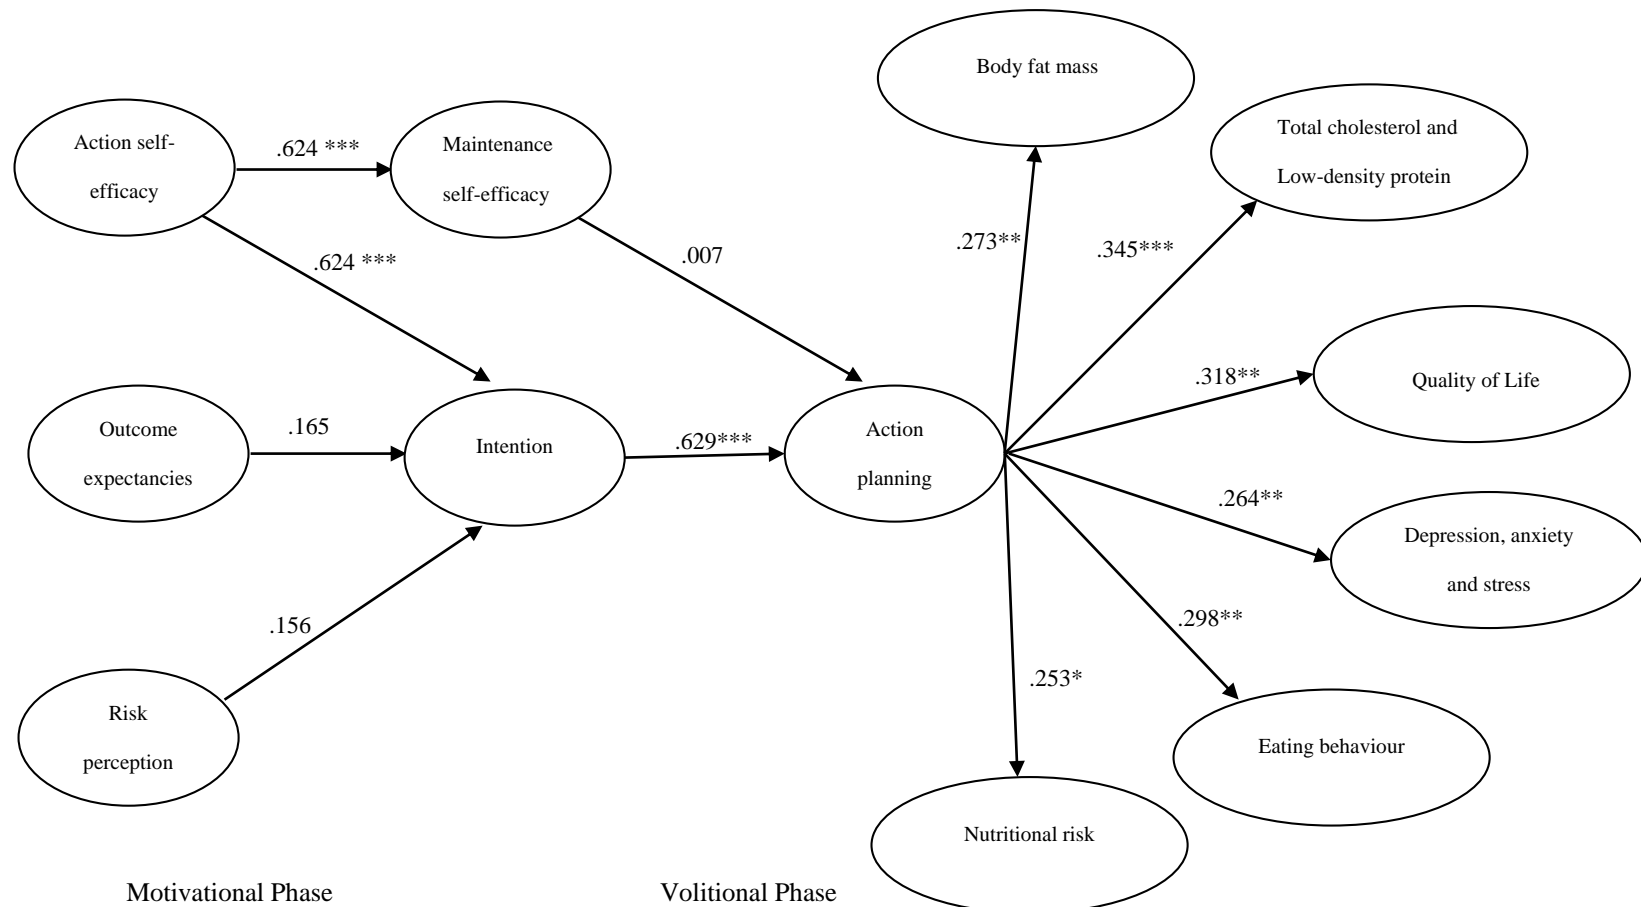 Body fat mass
Action self-
efficacy
.624 ***
Maintenance
self-efficacy
Total cholesterol and
Low-density protein
.273**
.345***
.624 ***
.007
.318**
Quality of Life
Outcome
expectancies
.165
Intention
.629***
Action
planning
.264**
Depression, anxiety
and stress
.156
.298**
.253*
Risk
perception
Eating behaviour
Nutritional risk
Motivational Phase
Volitional Phase